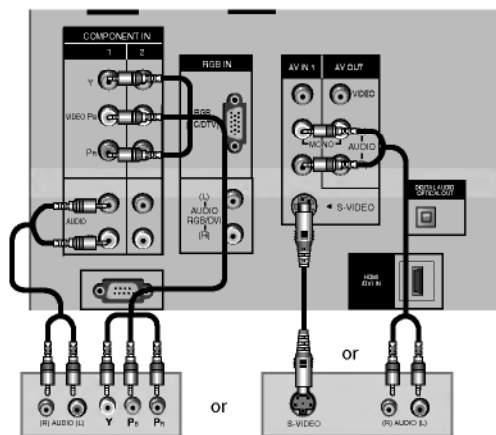 COMPONENT IN
1 2
RGB IN
AV IN 1
AV OUT
Y
VIDEO PB
PR
RGB
(PC/DTV)
VIDEO
MONO
AUDIO
AUDIO
(L)
AUDIO
RGB/DVI
(R)
S-VIDEO
DIGITAL AUDIO
OPTICAL OUT
HDMI
/DVI IN
or
or
(R) AUDIO (L)
Y PB PR
S-VIDEO
(R) AUDIO (L)